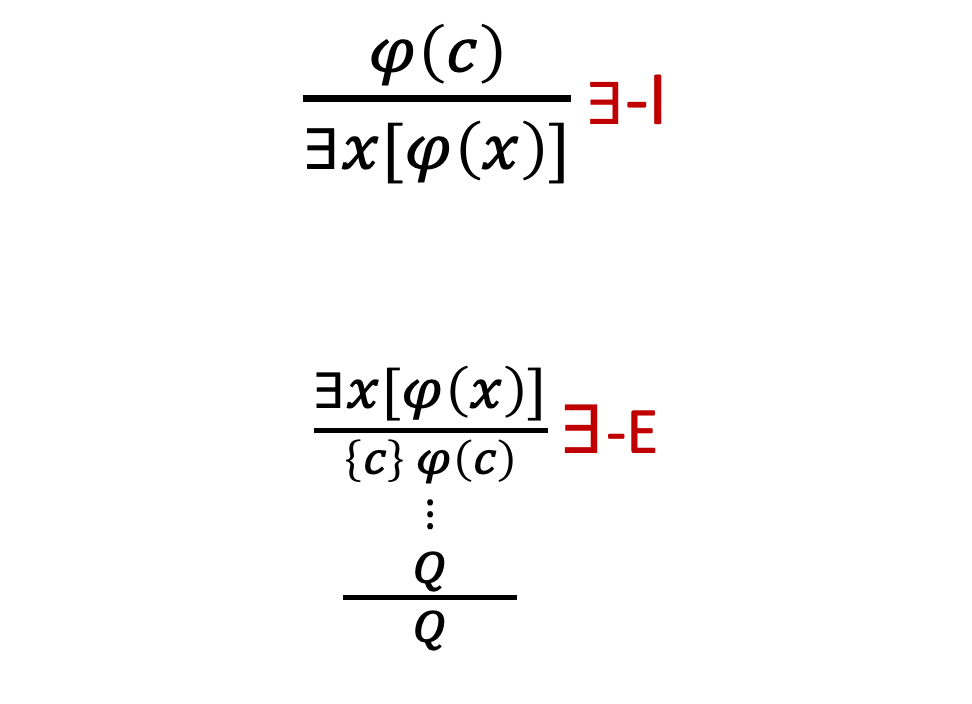 φ(c)
∃x[φ(x)] ∃-I
∃x[φ(x)] ∃-E
{c} φ(c)
⋮
Q
Q